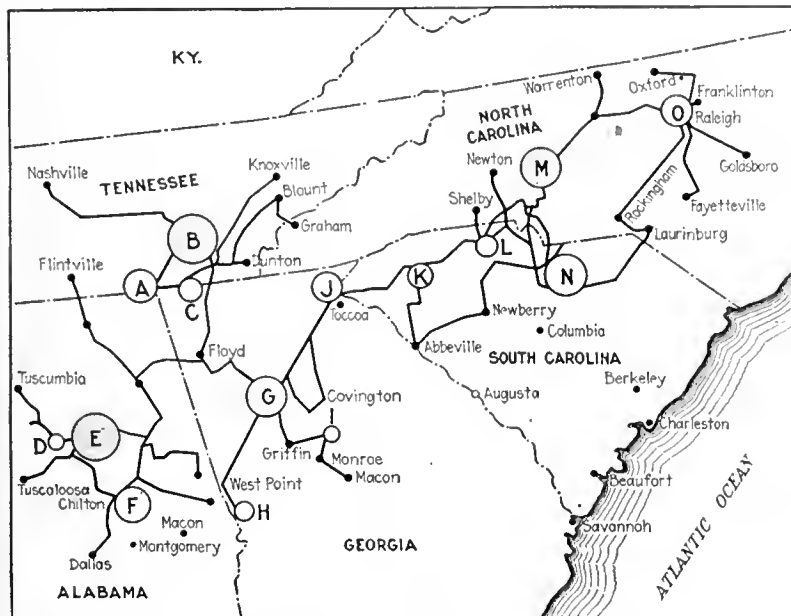 KY.
Warrenton
Oxford
Franklinton
O
Raleigh
NORTH
CAROLINA
M
Goldsboro
Nashville
TENNESSEE
Knoxville
Blount
Newton
Shelby
Rockingham
Fayetteville
Graham
B
L
Laurinburg
Flintville
Dunton
A
C
J
K
N
Toccoa
Newberry
Columbia
Abbeville
SOUTH CAROLINA
Floyd
Tuscumbia
G
Covington
Augusta
Berkeley
Charleston
D
E
Griffin
Monroe
Macon
Tuscaloosa
Chilton
F
West Point
H
Beaufort
Macon
Montgomery
Savannah
GEORGIA
Dallas
ALABAMA
ATLANTIC OCEAN